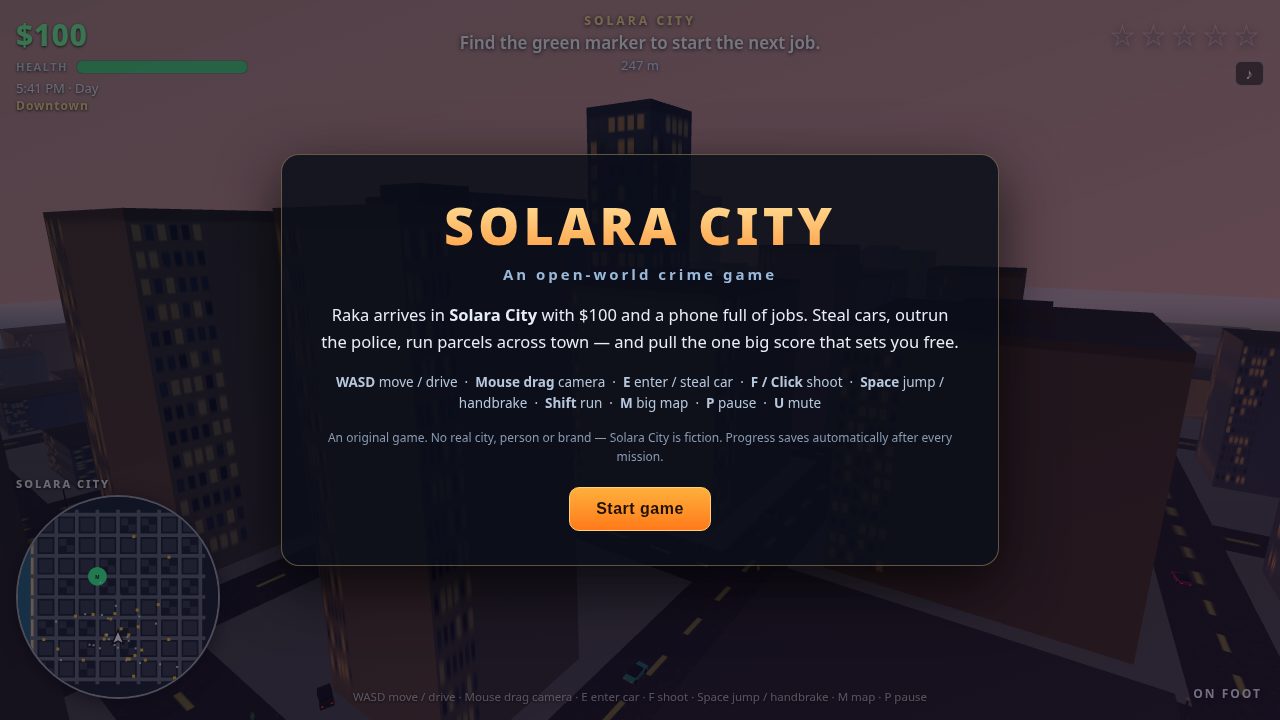 $100
HEALTH
5:41 PM · Day
Downtown
SOLARA CITY
Find the green marker to start the next job.
247 m
☆☆☆☆☆
♪
SOLARA CITY
An open-world crime game
Raka arrives in Solara City with $100 and a phone full of jobs. Steal cars, outrun
the police, run parcels across town — and pull the one big score that sets you free.
WASD move / drive · Mouse drag camera · E enter / steal car · F / Click shoot · Space jump /
handbrake · Shift run · M big map · P pause · U mute
An original game. No real city, person or brand — Solara City is fiction. Progress saves automatically after every
mission.
Start game
SOLARA CITY
WASD move / drive · Mouse drag camera · E enter car · F shoot · Space jump / handbrake · M map · P pause
ON FOOT